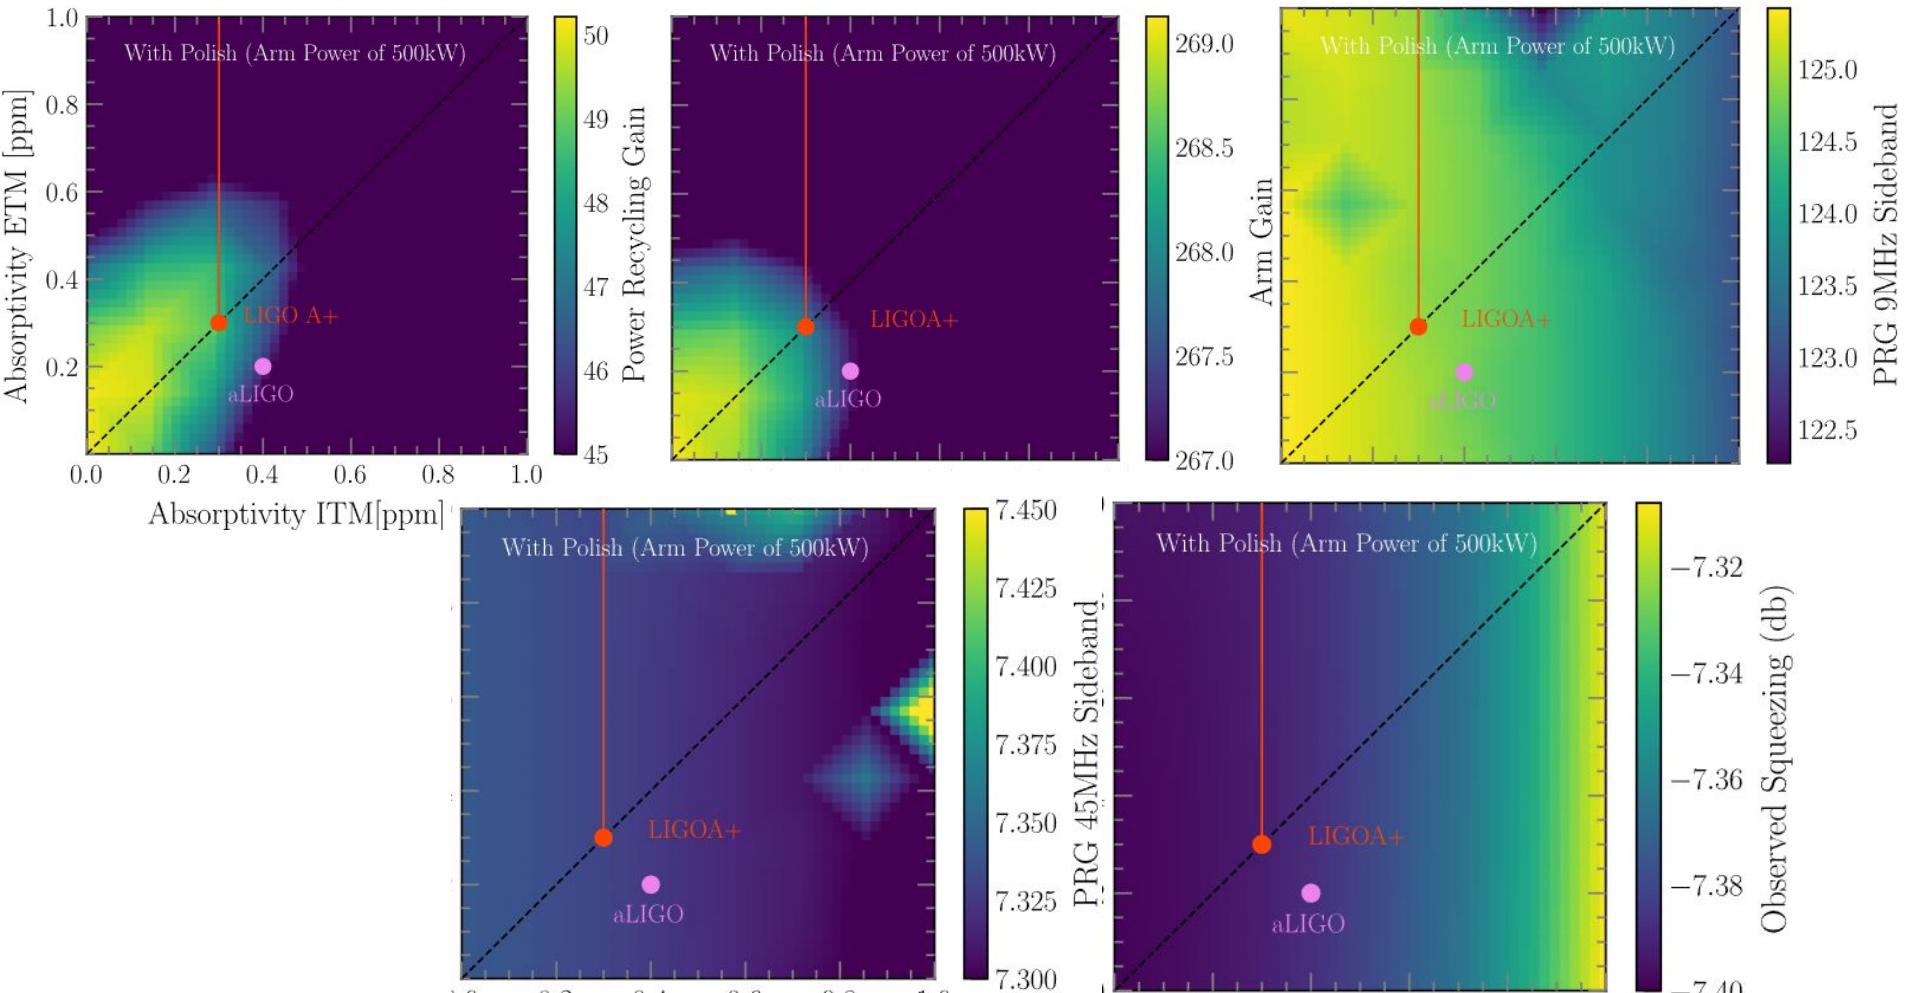 With Polish (Arm Power of 500kW)
LIGO A+
aLIGO
Absorptivity ETM [ppm]
1.0
0.8
0.6
0.4
0.2
0.0 0.2 0.4 0.6 0.8 1.0
Absorptivity ITM[ppm]
50
49
48
47
46
45
Power Recycling Gain
With Polish (Arm Power of 500kW)
LIGOA+
aLIGO
269.0
268.5
268.0
267.5
267.0
Arm Gain
With Polish (Arm Power of 500kW)
LIGOA+
aLIGO
125.0
124.5
124.0
123.5
123.0
122.5
PRG 9MHz Sideband
With Polish (Arm Power of 500kW)
LIGOA+
aLIGO
7.450
7.425
7.400
7.375
7.350
7.325
7.300
PRG 45MHz Sideband
With Polish (Arm Power of 500kW)
LIGOA+
aLIGO
−7.32
−7.34
−7.36
−7.38
−7.40
Observed Squeezing (db)